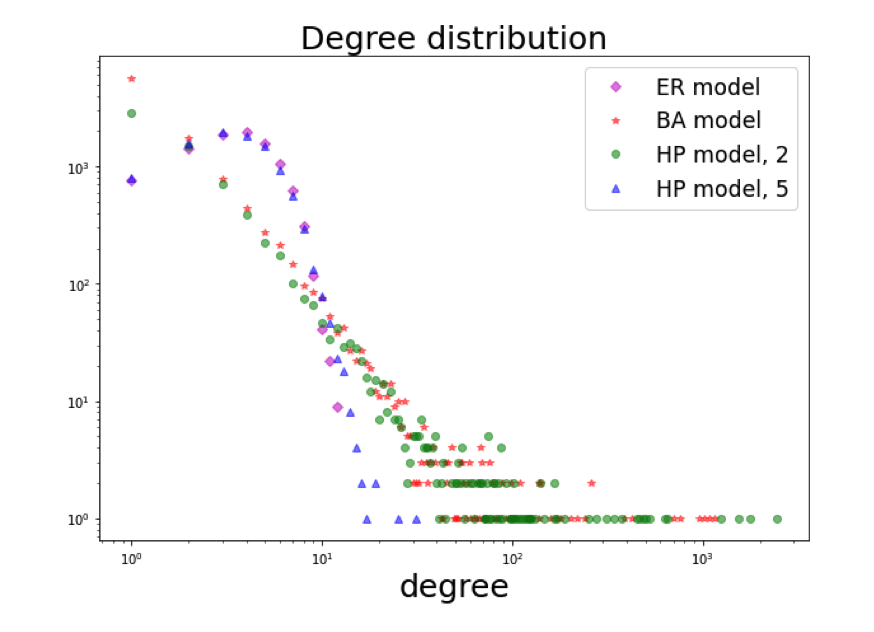 Degree distribution
ER model
BA model
HP model, 2
HP model, 5
10³
10²
10¹
10⁰
10⁰ 10¹ 10² 10³
degree